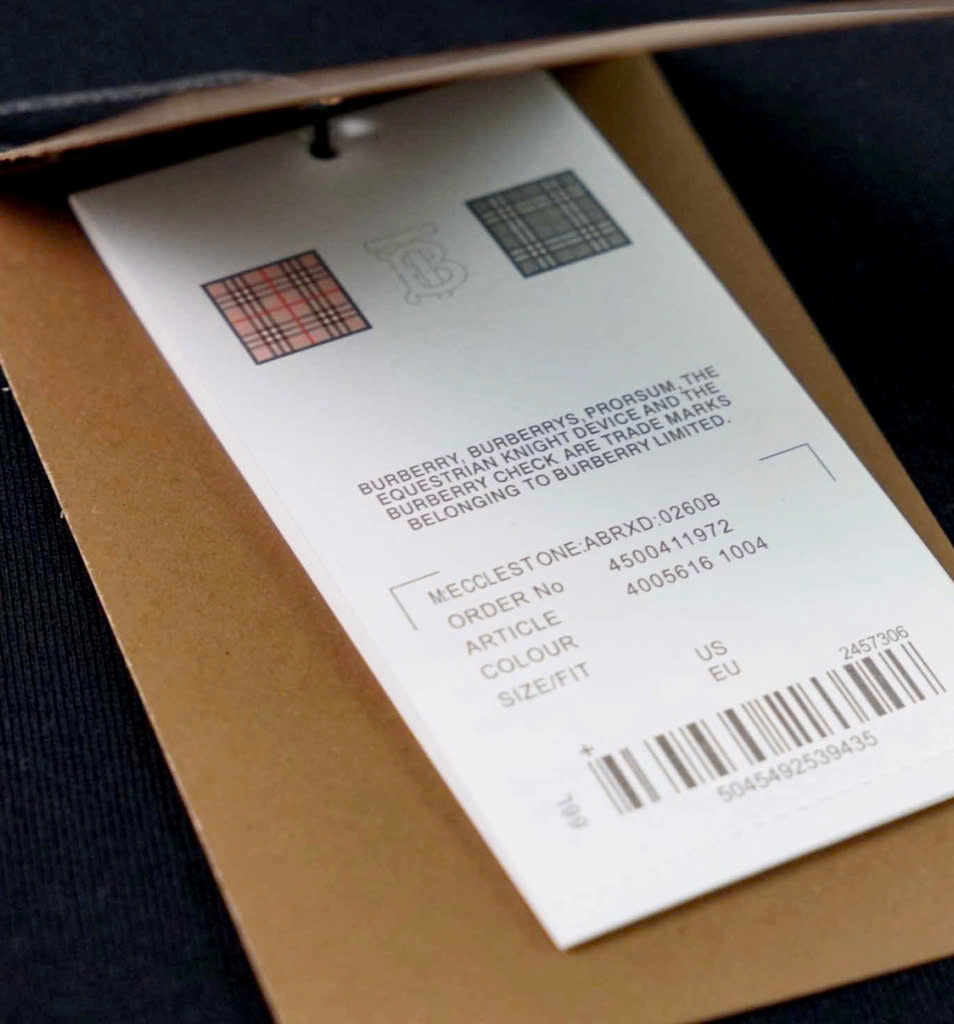 TB
BURBERRY, BURBERRYS, PRORSUM, THE
EQUESTRIAN KNIGHT DEVICE AND THE
BURBERRY CHECK ARE TRADE MARKS
BELONGING TO BURBERRY LIMITED.
M:ECCLESTONE:ABRXD:0260B
ORDER No 4500411972
ARTICLE 4005616 1004
COLOUR
SIZE/FIT US
EU
2457306
+
5045492539435